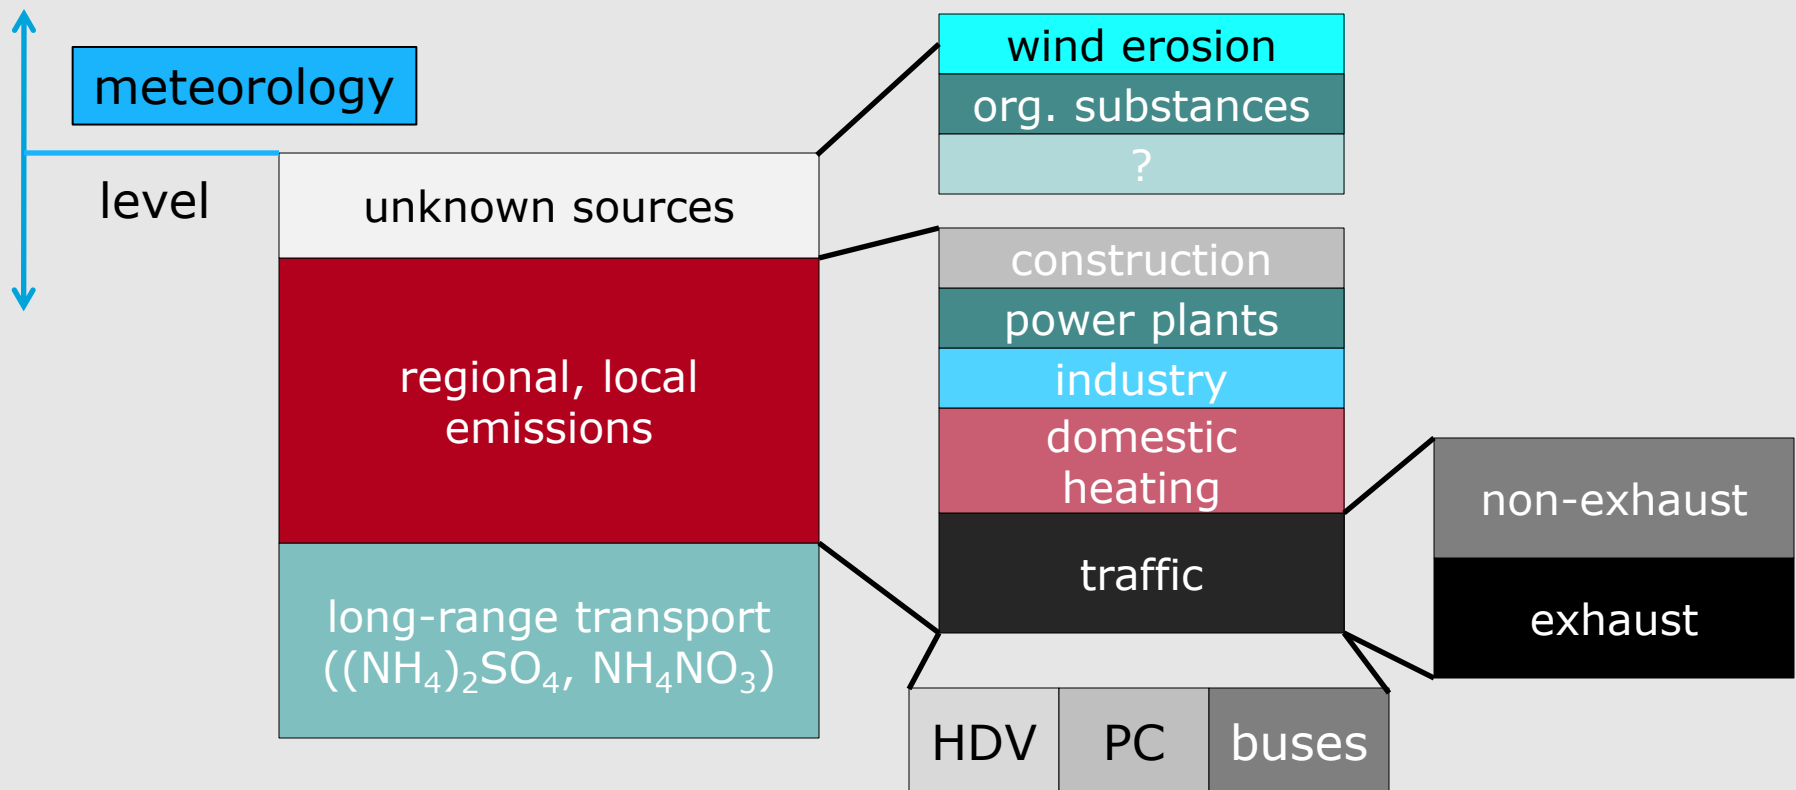 meteorology
level
unknown sources
regional, local
emissions
long-range transport
((NH₄)₂SO₄, NH₄NO₃)
wind erosion
org. substances
?
construction
power plants
industry
domestic
heating
traffic
non-exhaust
exhaust
HDV
PC
buses